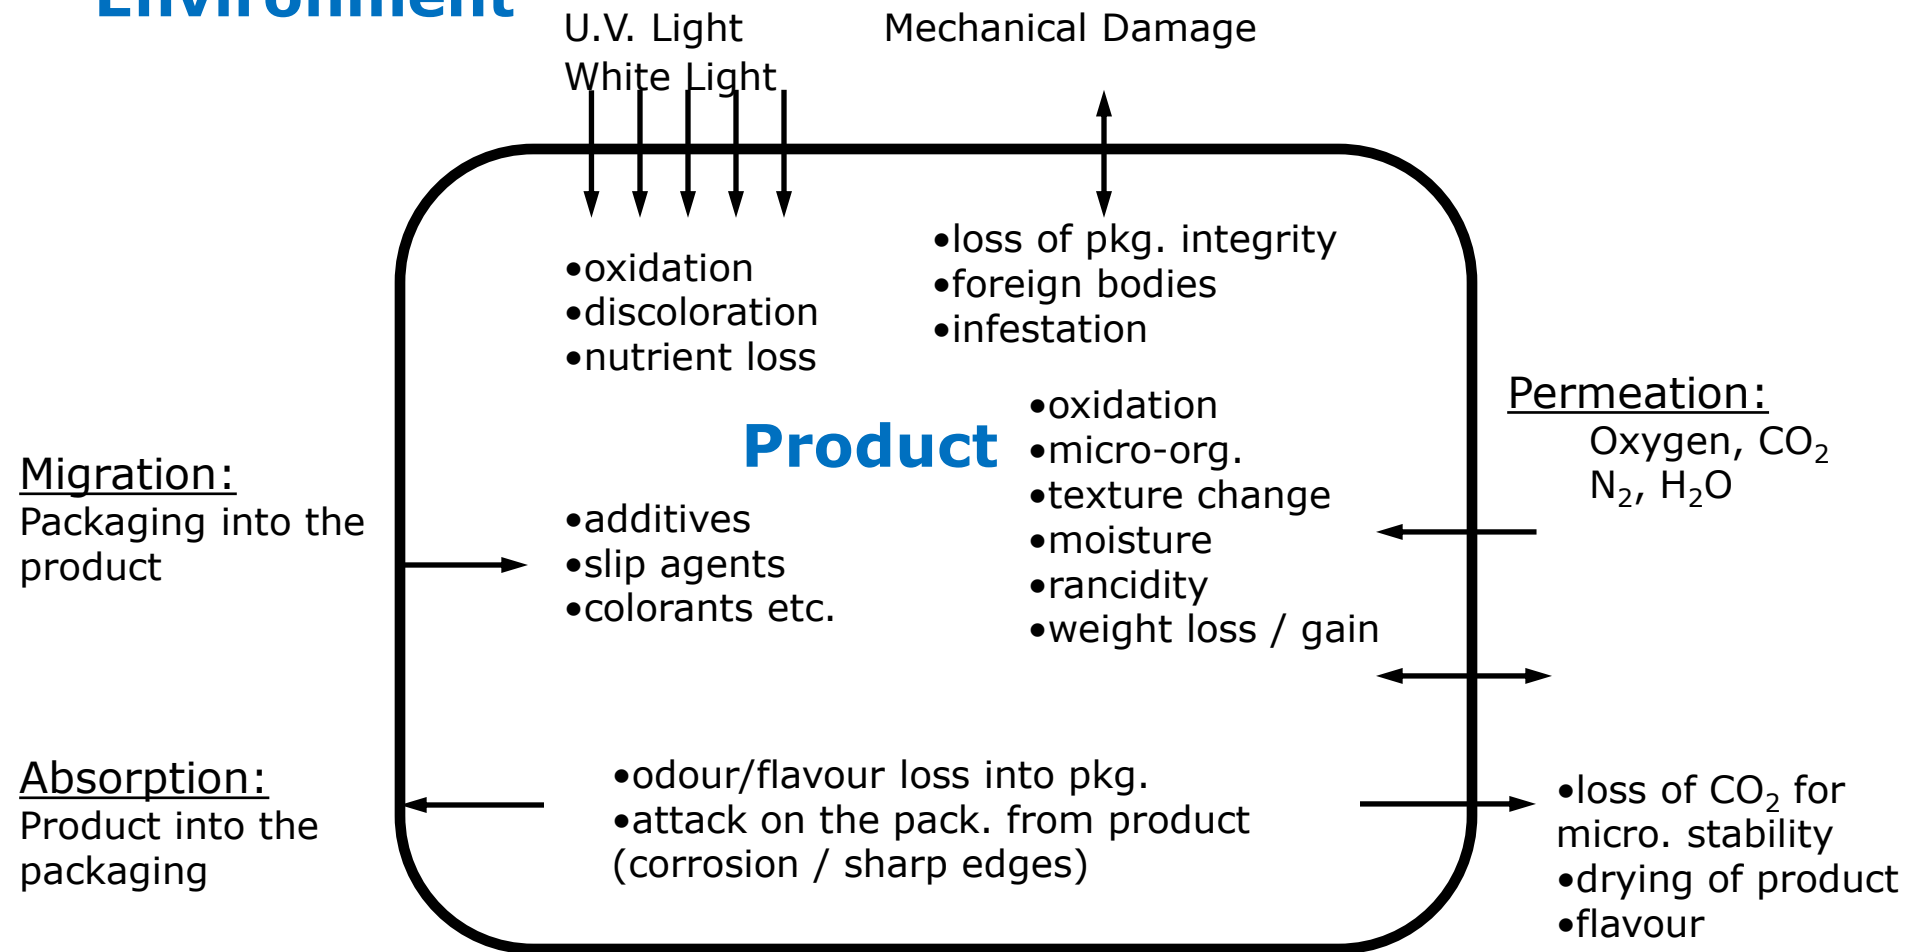 Environment
U.V. Light
White Light
Mechanical Damage
•oxidation
•discoloration
•nutrient loss
•loss of pkg. integrity
•foreign bodies
•infestation
Product
•oxidation
•micro-org.
•texture change
•moisture
•rancidity
•weight loss / gain
Permeation:
Oxygen, CO₂
N₂, H₂O
Migration:
Packaging into the
product
•additives
•slip agents
•colorants etc.
Absorption:
Product into the
packaging
•odour/flavour loss into pkg.
•attack on the pack. from product
(corrosion / sharp edges)
•loss of CO₂ for
micro. stability
•drying of product
•flavour